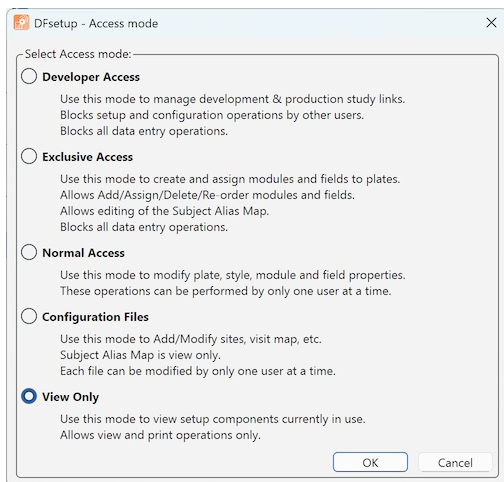 DFsetup - Access mode
Select Access mode:
Developer Access
Use this mode to manage development & production study links.
Blocks setup and configuration operations by other users.
Blocks all data entry operations.
Exclusive Access
Use this mode to create and assign modules and fields to plates.
Allows Add/Assign/Delete/Re-order modules and fields.
Allows editing of the Subject Alias Map.
Blocks all data entry operations.
Normal Access
Use this mode to modify plate, style, module and field properties.
These operations can be performed by only one user at a time.
Configuration Files
Use this mode to Add/Modify sites, visit map, etc.
Subject Alias Map is view only.
Each file can be modified by only one user at a time.
View Only
Use this mode to view setup components currently in use.
Allows view and print operations only.
OK Cancel